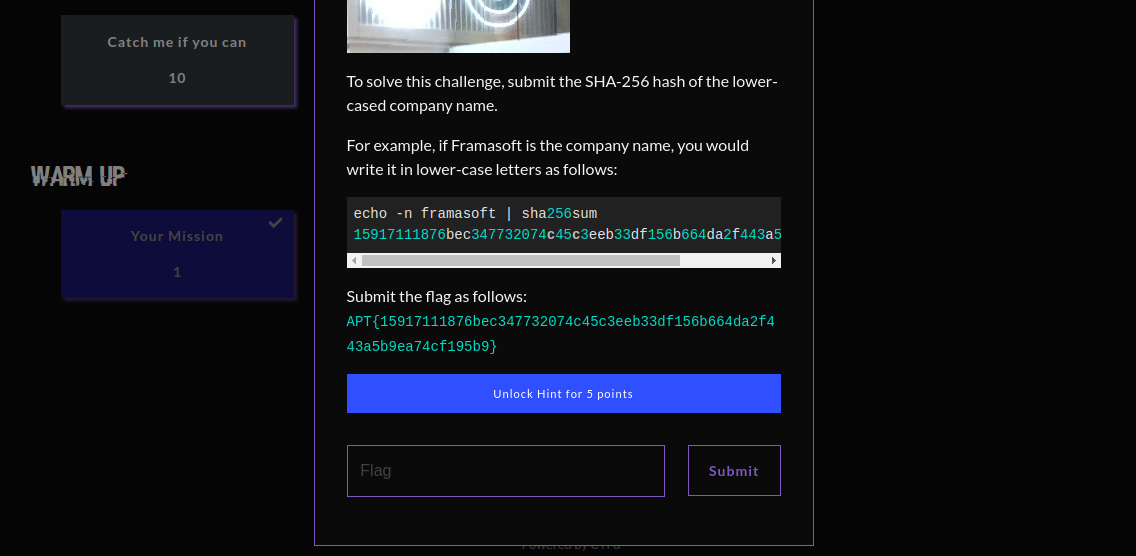 Catch me if you can
10
To solve this challenge, submit the SHA-256 hash of the lower-
cased company name.
For example, if Framasoft is the company name, you would
write it in lower-case letters as follows:
WARM UP
echo -n framasoft | sha256sum
15917111876bec347732074c45c3eeb33df156b664da2f443a5
Your Mission
1
Submit the flag as follows:
APT{15917111876bec347732074c45c3eeb33df156b664da2f4
43a5b9ea74cf195b9}
Unlock Hint for 5 points
Flag
Submit
Powered by CTFd